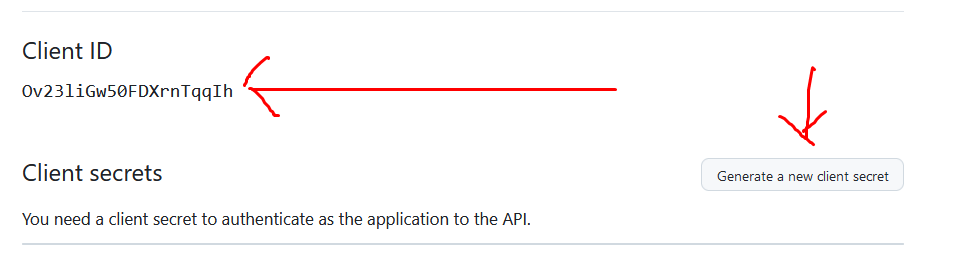 Client ID
Ov23liGw50FDXrnTqqIh
Client secrets
Generate a new client secret
You need a client secret to authenticate as the application to the API.